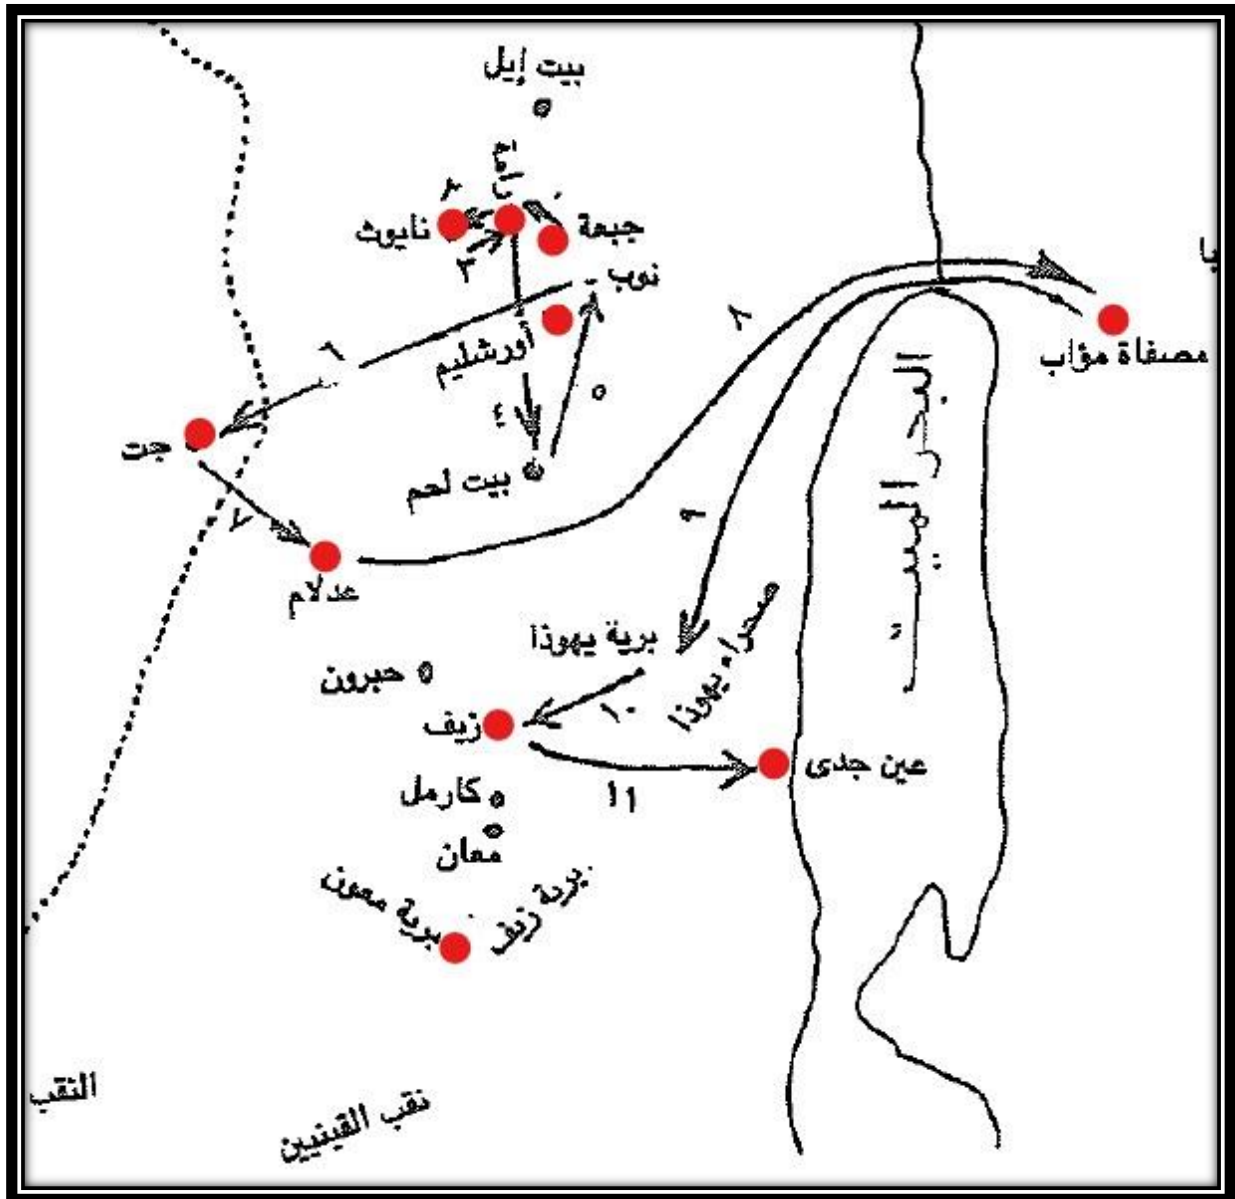 بيت إيل
رامة
٢
نايوث
جبعة
٣
نوب
ﻳﺎ
٨
أورشليم
٦
مصفاة مؤاب
البحر الميت
٤
٥
جت
بيت لحم
٧
٩
عدلام
صحراء يهوذا
برية يهوذا
حبرون
١٠
زيف
عين جدى
١١
كارمل
معان
برية معون
برية زيف
النقب
نقب القينيين